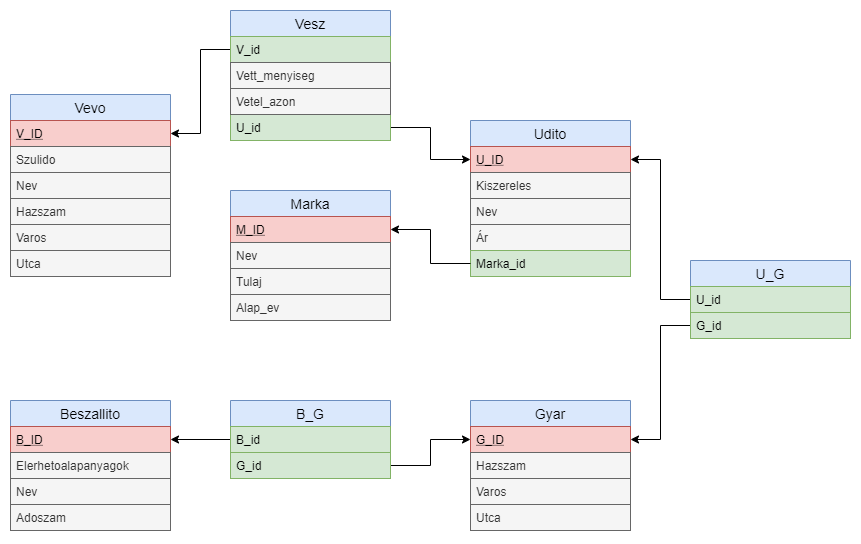 Vesz
V_id
Vett_menyiseg
Vetel_azon
U_id
Vevo
V_ID
Szulido
Nev
Hazszam
Varos
Utca
Udito
U_ID
Kiszereles
Nev
Ár
Marka_id
Marka
M_ID
Nev
Tulaj
Alap_ev
U_G
U_id
G_id
Beszallito
B_ID
Elerhetoalapanyagok
Nev
Adoszam
B_G
B_id
G_id
Gyar
G_ID
Hazszam
Varos
Utca